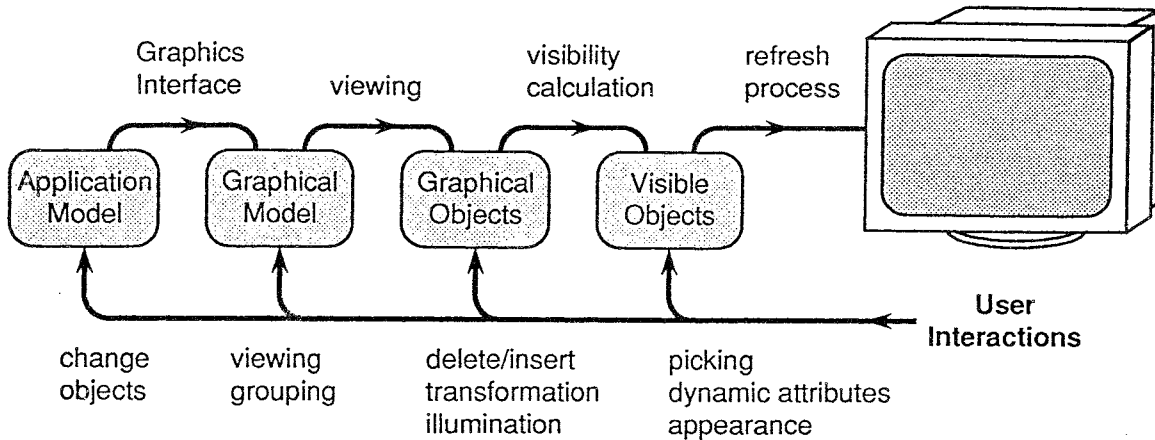 Graphics
Interface
viewing
visibility
calculation
refresh
process
Application
Model
Graphical
Model
Graphical
Objects
Visible
Objects
User
Interactions
change
objects
viewing
grouping
delete/insert
transformation
illumination
picking
dynamic attributes
appearance